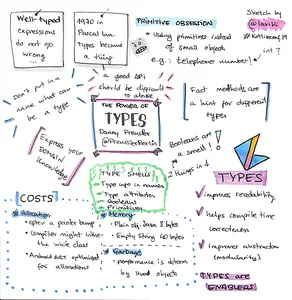 Well-typed
expressions
do not go
wrong ...
1970 in
Pascal
types became
a thing
PRIMITIVE OBSESSION
* Using primitives instead
of small objects
e.g.: telephone number!
int ?
Sketch by
@lariki
# KotlinConf19
Don't put in a
name what can
be a type
a good API
should be difficult
to abuse
THE POWER OF
TYPES
Danny Preussler
@PreusslerBerlin
Fact methods are
a hint for different
types
Booleans are
a smell!
2 things in 1
Express your
DOMAIN
knowledge
TYPE SMELLS
Type info in names
Type attributes
Booleans
Primitives
COSTS
* Allocation
• often a pointer bump
• Compiler might inline
the whole class
• Android ART optimised
for allocations
* Memory
• Plain obj. Java 8 bytes
• Empty String 40 bytes
* Garbage
• performance is determ.
by lived objects
TYPES
✓ improve readability
✓ helps compile time
correctness
✓ improve abstraction
(modularity)
TYPES are
ENABLERS